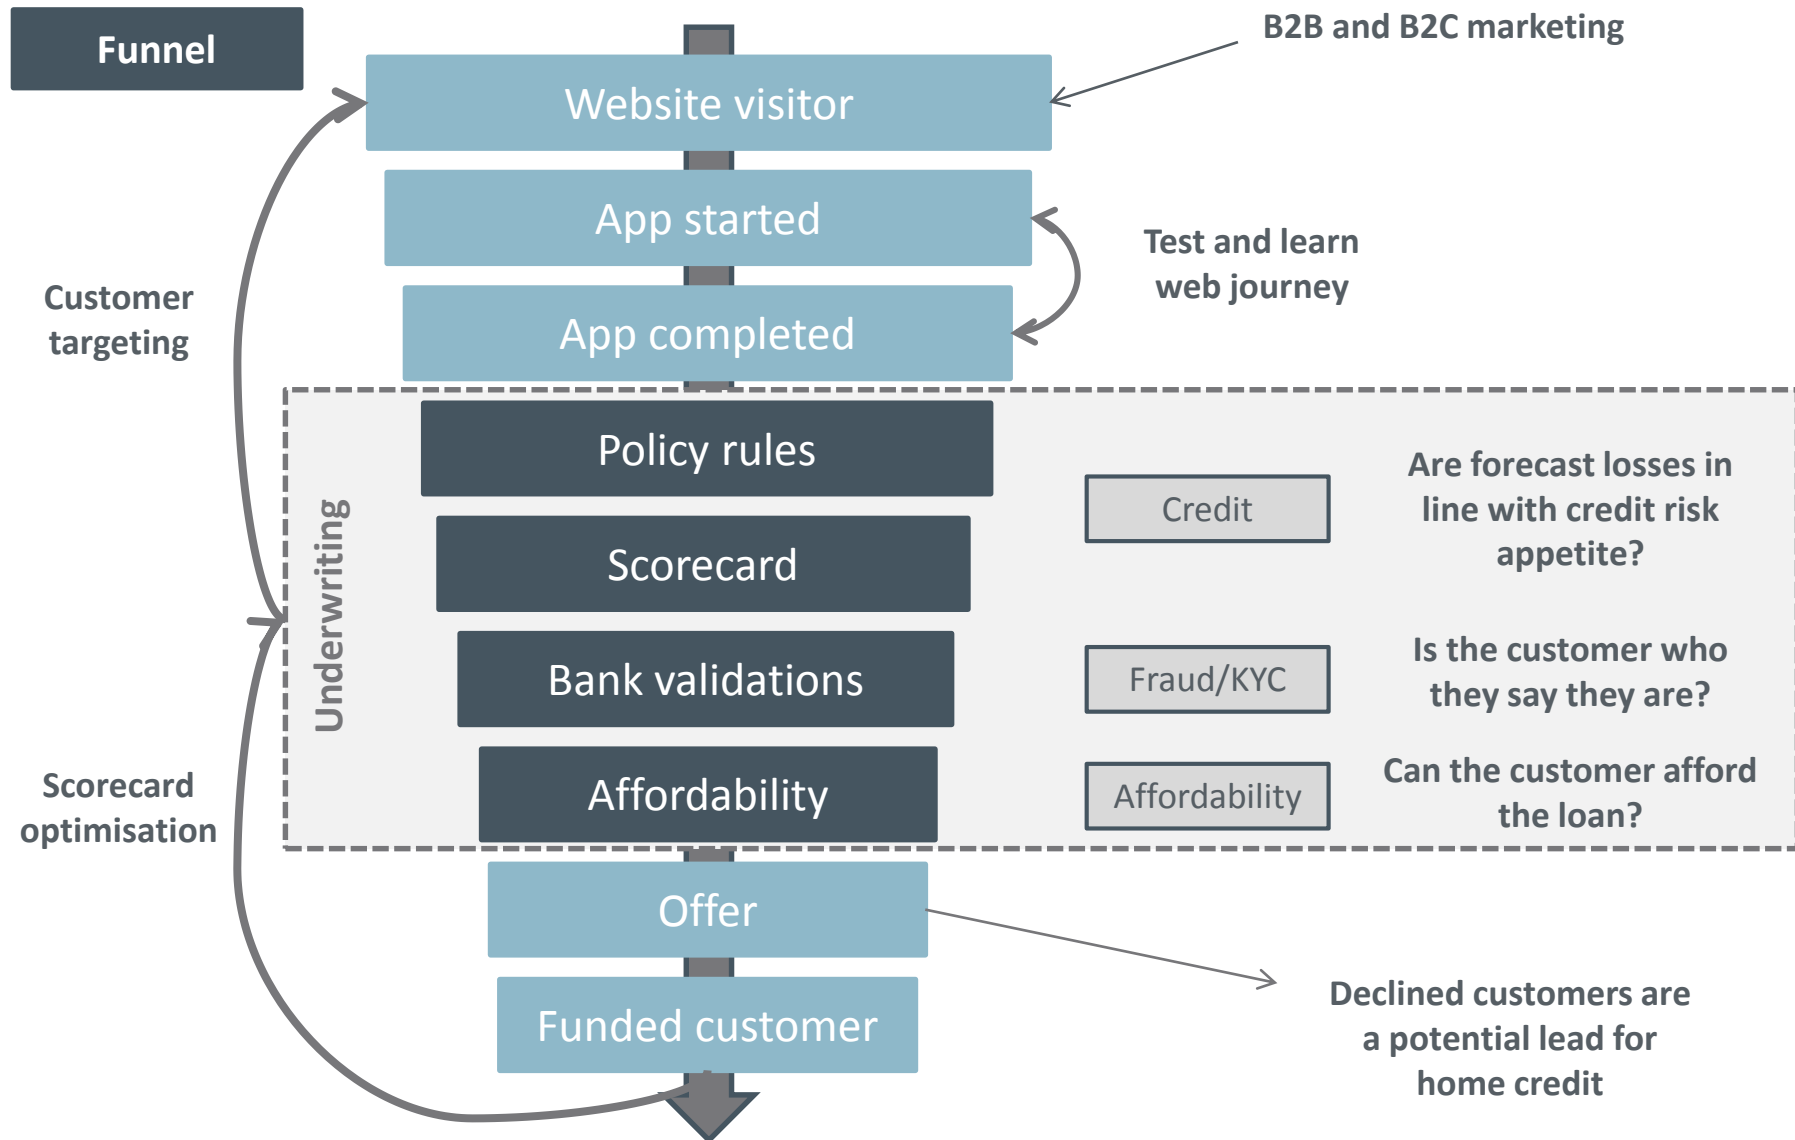 Funnel
B2B and B2C marketing
Website visitor
App started
Test and learn
web journey
App completed
Customer
targeting
Underwriting
Policy rules
Credit
Are forecast losses in
line with credit risk
appetite?
Scorecard
Bank validations
Fraud/KYC
Is the customer who
they say they are?
Affordability
Affordability
Can the customer afford
the loan?
Scorecard
optimisation
Offer
Funded customer
Declined customers are
a potential lead for
home credit